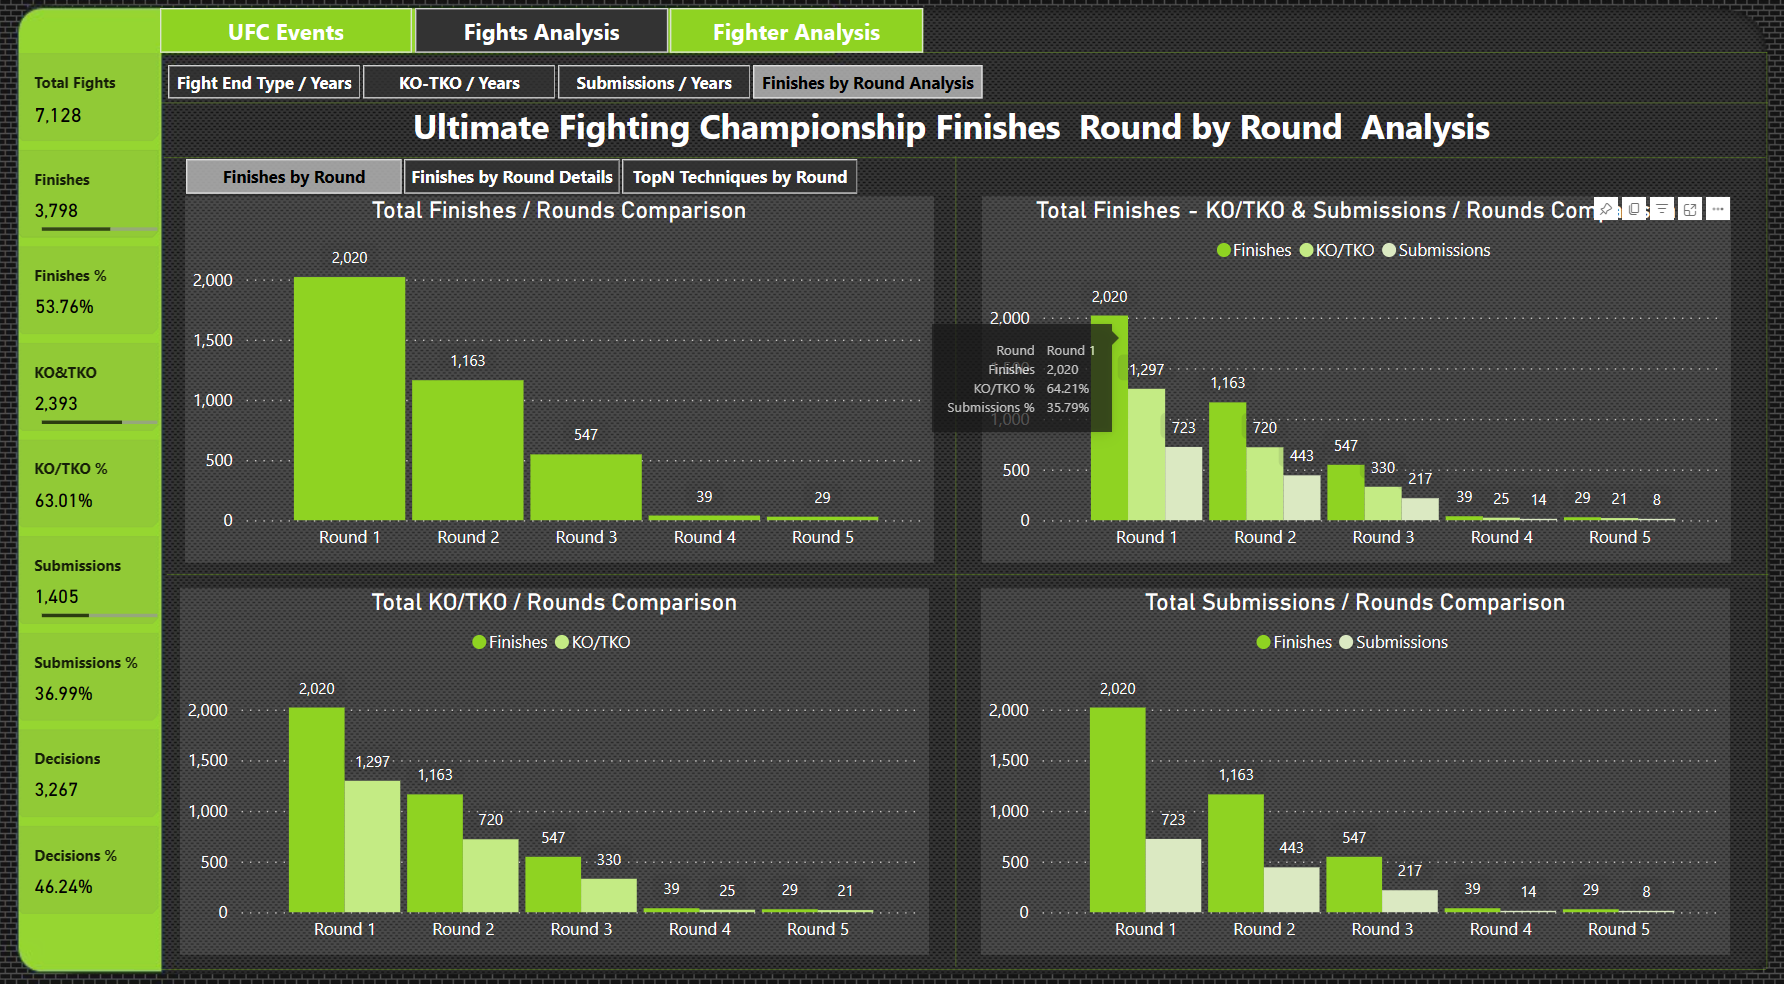 UFC Events
Fights Analysis
Fighter Analysis
Fight End Type / Years
KO-TKO / Years
Submissions / Years
Finishes by Round Analysis
Ultimate Fighting Championship Finishes Round by Round Analysis
Total Fights
7,128
Finishes
3,798
Finishes %
53.76%
KO&TKO
2,393
KO/TKO %
63.01%
Submissions
1,405
Submissions %
36.99%
Decisions
3,267
Decisions %
46.24%
Finishes by Round
Finishes by Round Details
TopN Techniques by Round
Total Finishes / Rounds Comparison
2,000
1,500
1,000
500
0
2,020
1,163
547
39
29
Round 1
Round 2
Round 3
Round 4
Round 5
Total Finishes - KO/TKO & Submissions / Rounds
Finishes
KO/TKO
Submissions
2,000
1,000
500
0
2,020
1,297
723
1,163
720
443
547
330
217
39
25
14
29
21
8
Round Round 1
Finishes 2,020
KO/TKO % 64.21%
Submissions % 35.79%
Round 1
Round 2
Round 3
Round 4
Round 5
Total KO/TKO / Rounds Comparison
Finishes
KO/TKO
2,000
1,500
1,000
500
0
2,020
1,297
1,163
720
547
330
39
25
29
21
Round 1
Round 2
Round 3
Round 4
Round 5
Total Submissions / Rounds Comparison
Finishes
Submissions
2,000
1,500
1,000
500
0
2,020
723
1,163
443
547
217
39
14
29
8
Round 1
Round 2
Round 3
Round 4
Round 5